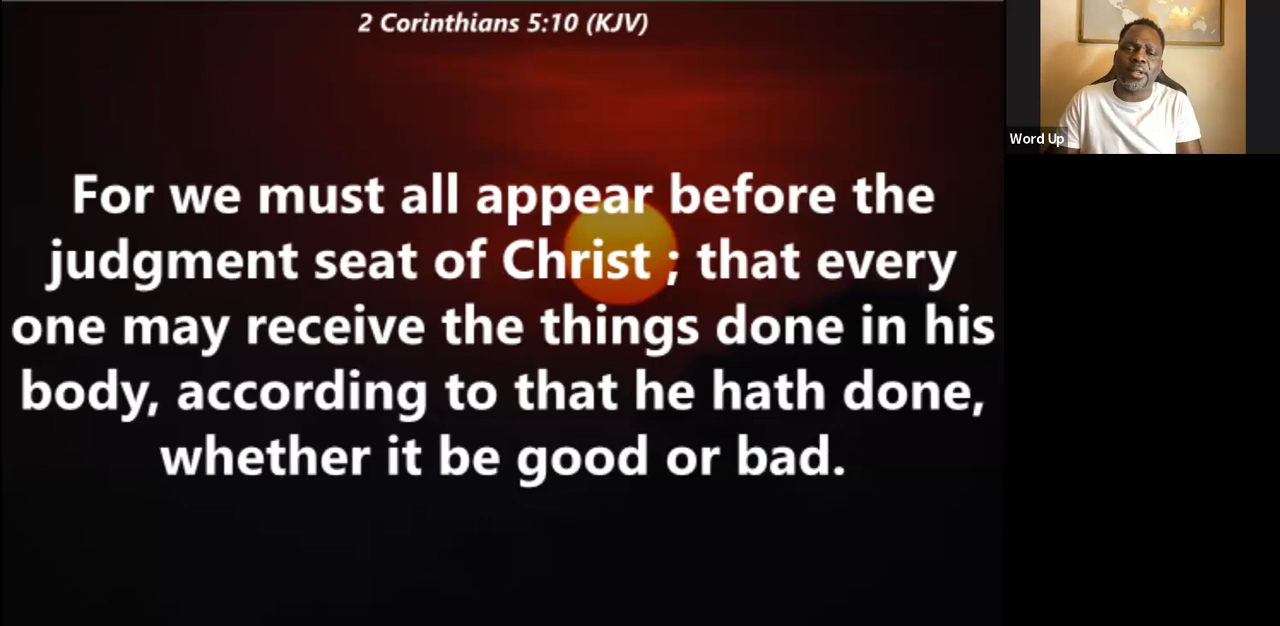 2 Corinthians 5:10 (KJV)
For we must all appear before the
judgment seat of Christ ; that every
one may receive the things done in his
body, according to that he hath done,
whether it be good or bad.
Word Up